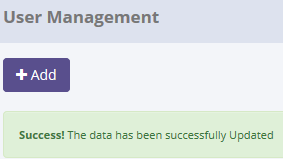 User Management
+ Add
Success! The data has been successfully Updated